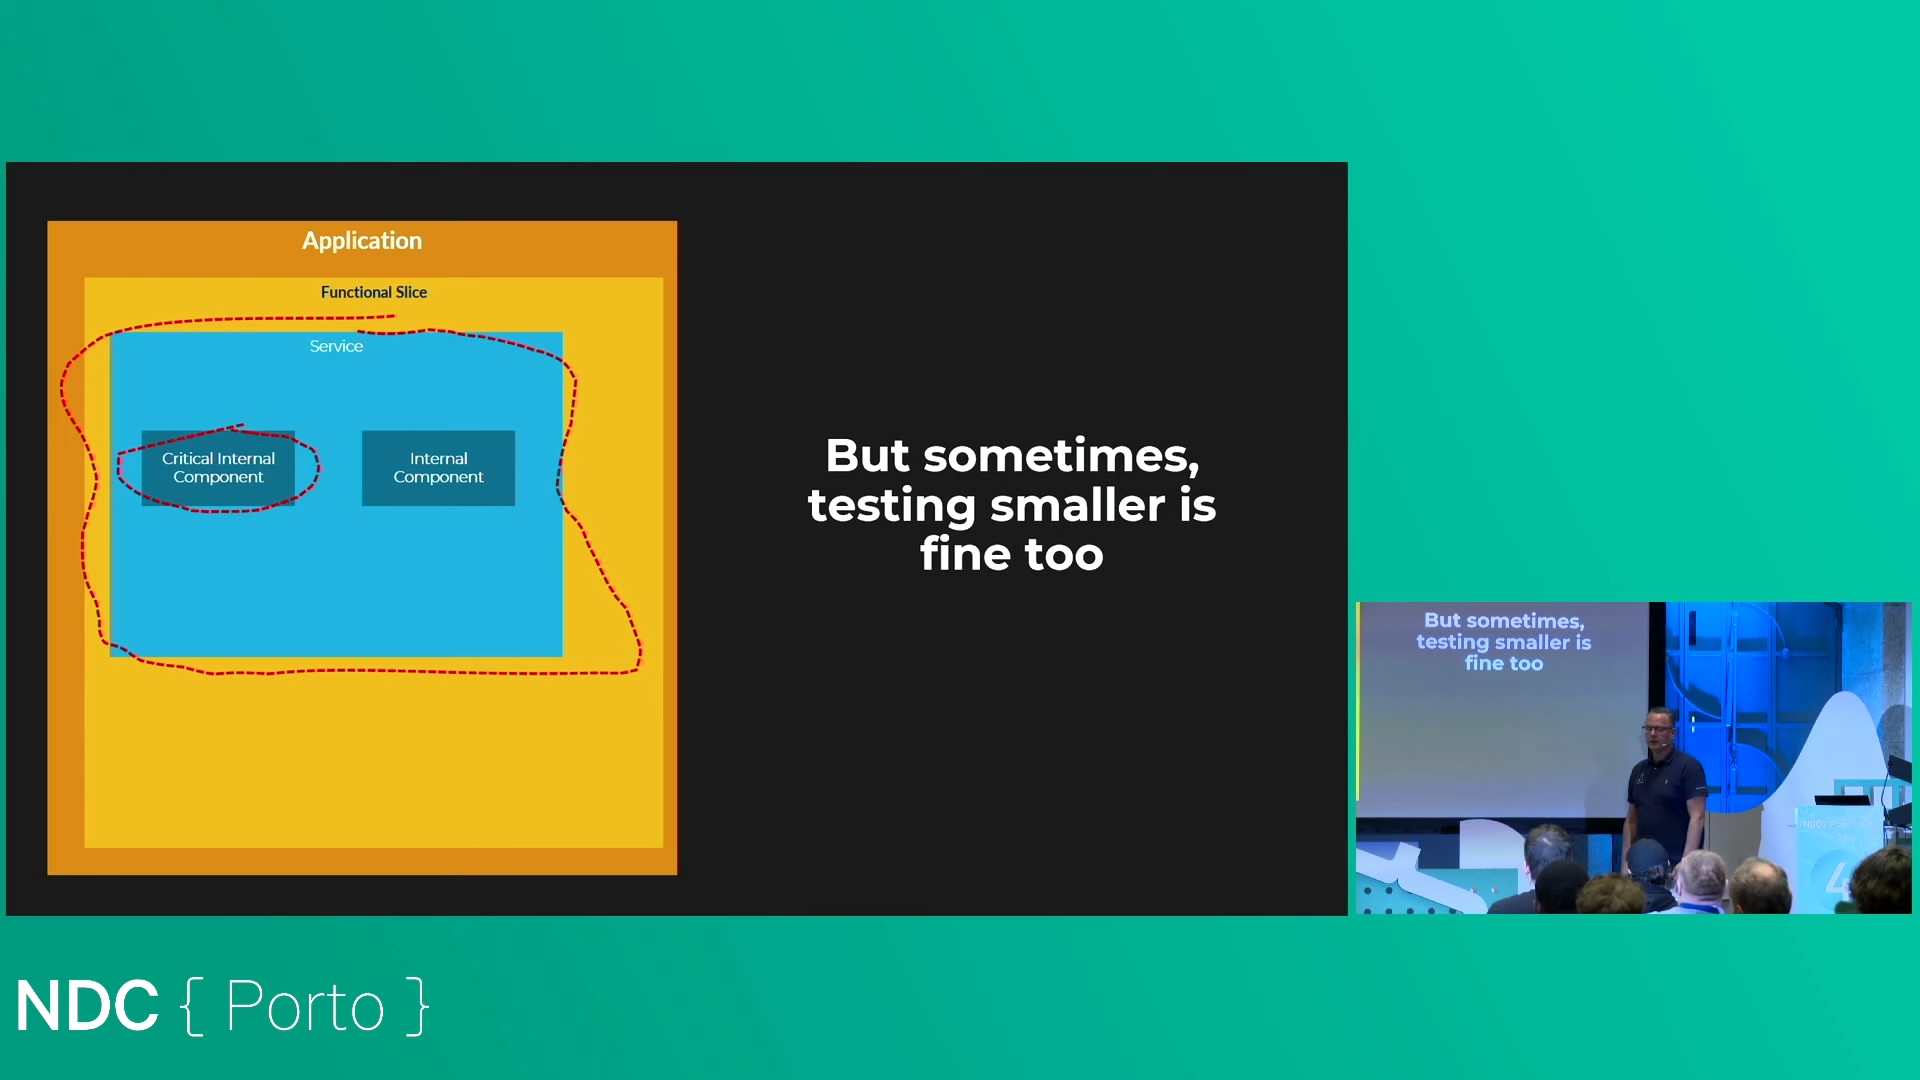 Application
Functional Slice
Service
Critical Internal
Component
Internal
Component
But sometimes,
testing smaller is
fine too
But sometimes,
testing smaller is
fine too
NDC { Porto }